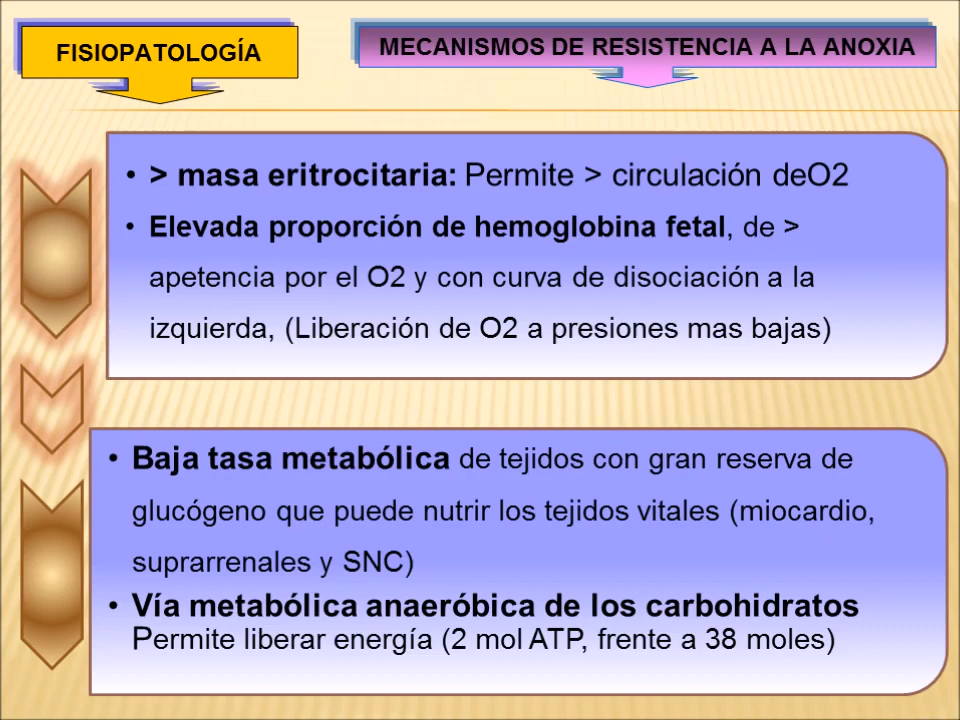 FISIOPATOLOGÍA
MECANISMOS DE RESISTENCIA A LA ANOXIA
• > masa eritrocitaria: Permite > circulación deO2
• Elevada proporción de hemoglobina fetal, de >
apetencia por el O2 y con curva de disociación a la
izquierda, (Liberación de O2 a presiones mas bajas)
• Baja tasa metabólica de tejidos con gran reserva de
glucógeno que puede nutrir los tejidos vitales (miocardio,
suprarrenales y SNC)
• Vía metabólica anaeróbica de los carbohidratos
Permite liberar energía (2 mol ATP, frente a 38 moles)